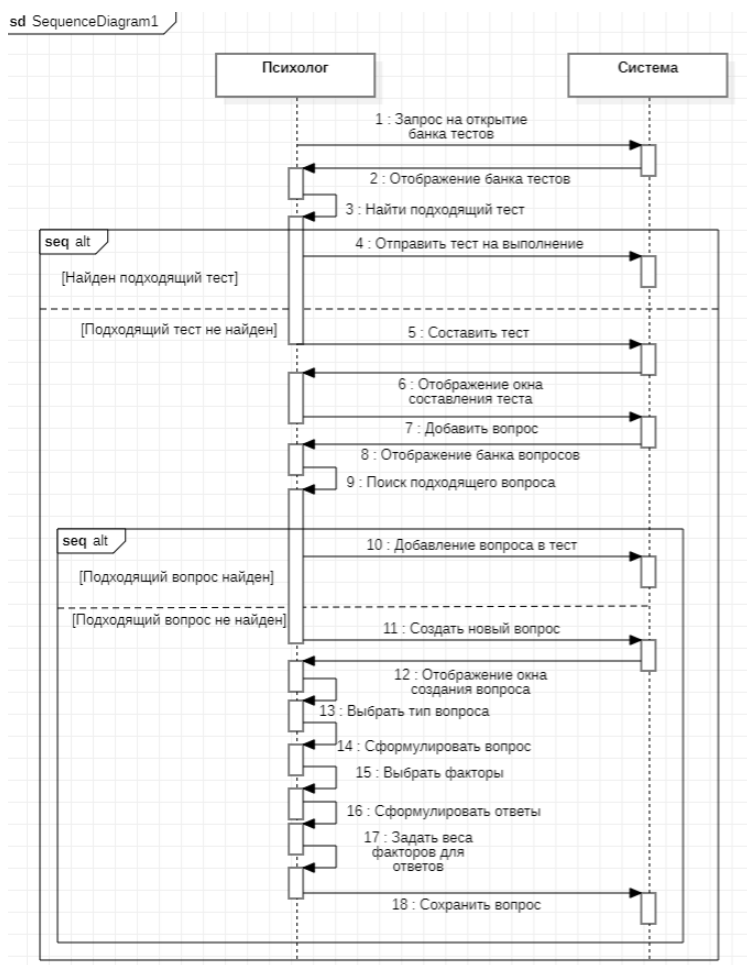 sd SequenceDiagram1
Психолог
Система
1 : Запрос на открытие
банка тестов
2 : Отображение банка тестов
3 : Найти подходящий тест
seq alt
4 : Отправить тест на выполнение
[Найден подходящий тест]
[Подходящий тест не найден]
5 : Составить тест
6 : Отображение окна
составления теста
7 : Добавить вопрос
8 : Отображение банка вопросов
9 : Поиск подходящего вопроса
seq alt
10 : Добавление вопроса в тест
[Подходящий вопрос найден]
[Подходящий вопрос не найден]
11 : Создать новый вопрос
12 : Отображение окна
создания вопроса
13 : Выбрать тип вопроса
14 : Сформулировать вопрос
15 : Выбрать факторы
16 : Сформулировать ответы
17 : Задать веса
факторов для
ответов
18 : Сохранить вопрос